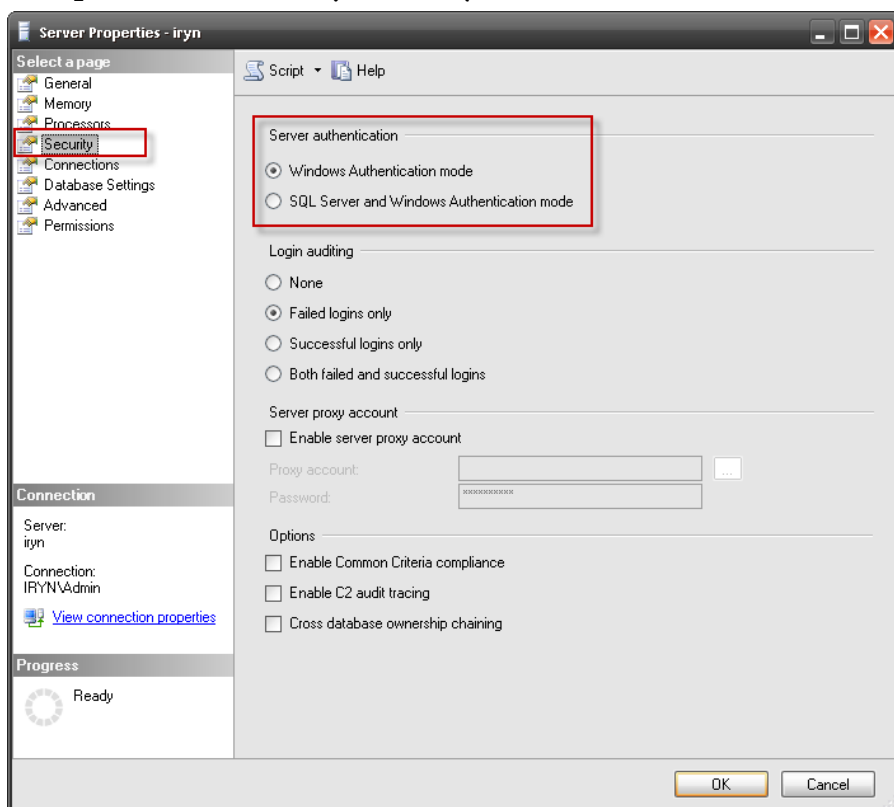 Server Properties - iryn
Select a page
General
Memory
Processors
Security
Connections
Database Settings
Advanced
Permissions
Script Help
Server authentication
Windows Authentication mode
SQL Server and Windows Authentication mode
Login auditing
None
Failed logins only
Successful logins only
Both failed and successful logins
Server proxy account
Enable server proxy account
Proxy account:
...
Password:
**********
Options
Enable Common Criteria compliance
Enable C2 audit tracing
Cross database ownership chaining
Connection
Server:
iryn
Connection:
IRYN\Admin
View connection properties
Progress
Ready
OK Cancel